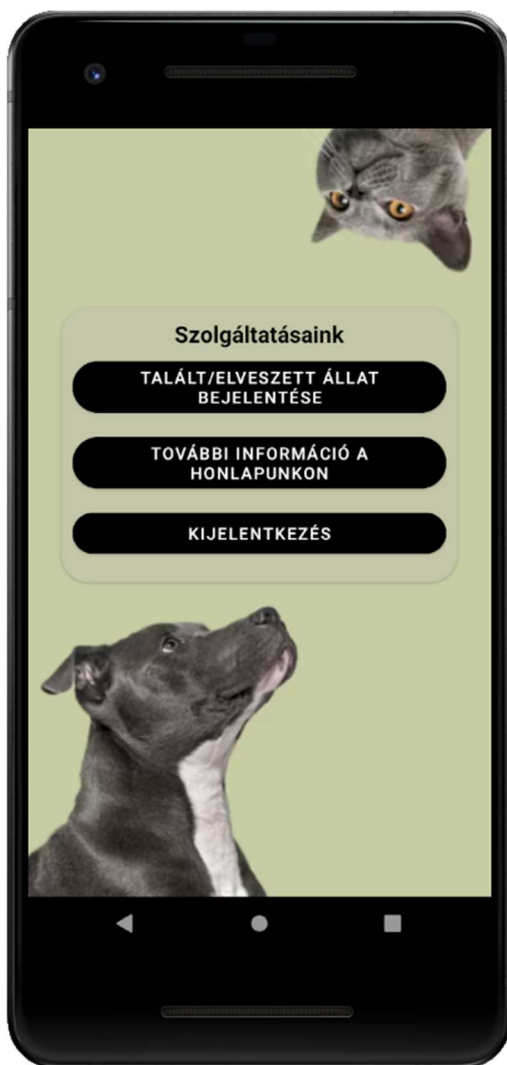 Szolgáltatásaink
TALÁLT/ELVESZETT ÁLLAT
BEJELENTÉSE
TOVÁBBI INFORMÁCIÓ A
HONLAPUNKON
KIJELENTKEZÉS